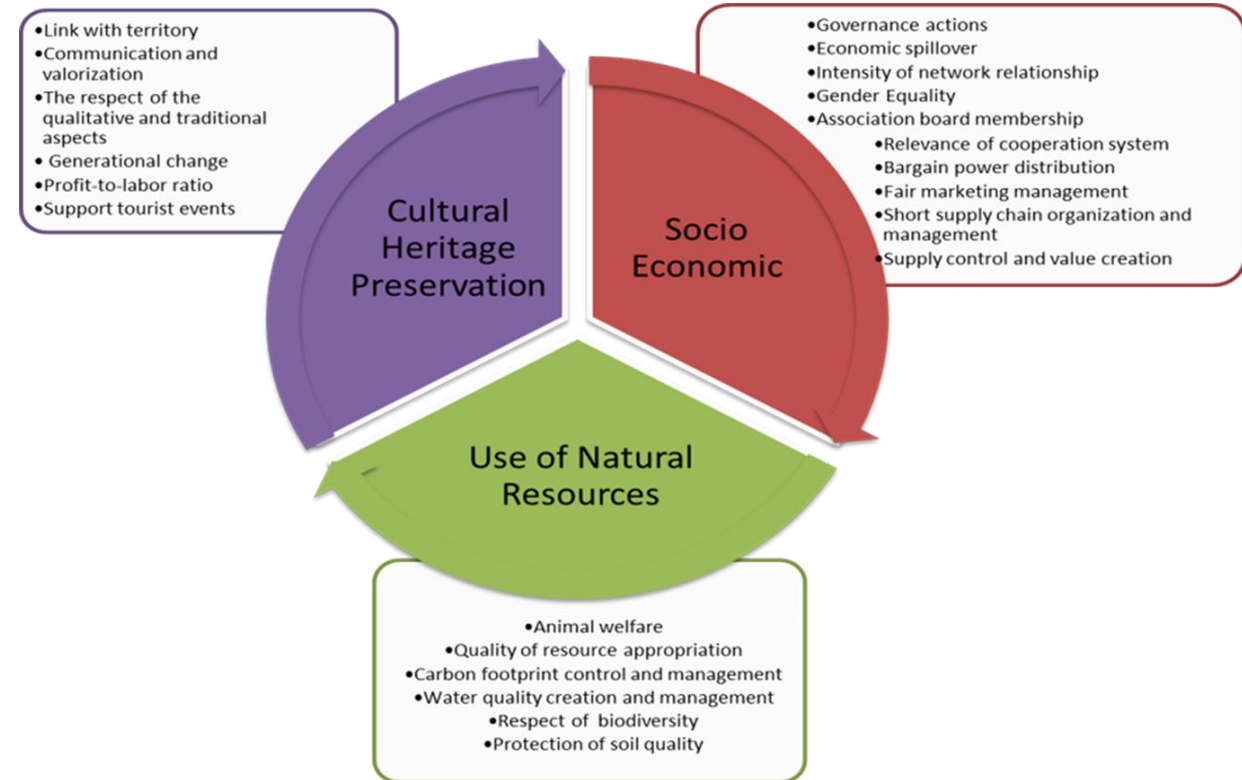 •Link with territory
•Communication and
valorization
•The respect of the
qualitative and traditional
aspects
• Generational change
•Profit-to-labor ratio
•Support tourist events
•Governance actions
•Economic spillover
•Intensity of network relationship
•Gender Equality
•Association board membership
•Relevance of cooperation system
•Bargain power distribution
•Fair marketing management
•Short supply chain organization and
management
•Supply control and value creation
Cultural
Heritage
Preservation
Socio
Economic
Use of Natural
Resources
•Animal welfare
•Quality of resource appropriation
•Carbon footprint control and management
•Water quality creation and management
•Respect of biodiversity
•Protection of soil quality